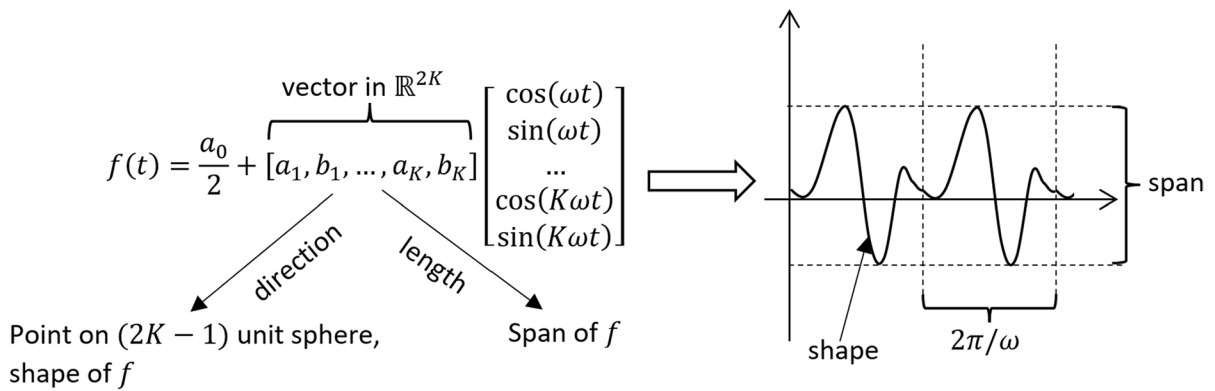 vector in ℝ^{2K}
f(t) = a_0/2 + [a_1, b_1, …, a_K, b_K] [cos(ωt)
sin(ωt)
…
cos(Kωt)
sin(Kωt)]
direction
length
Point on (2K − 1) unit sphere,
shape of f
Span of f
span
shape
2π/ω